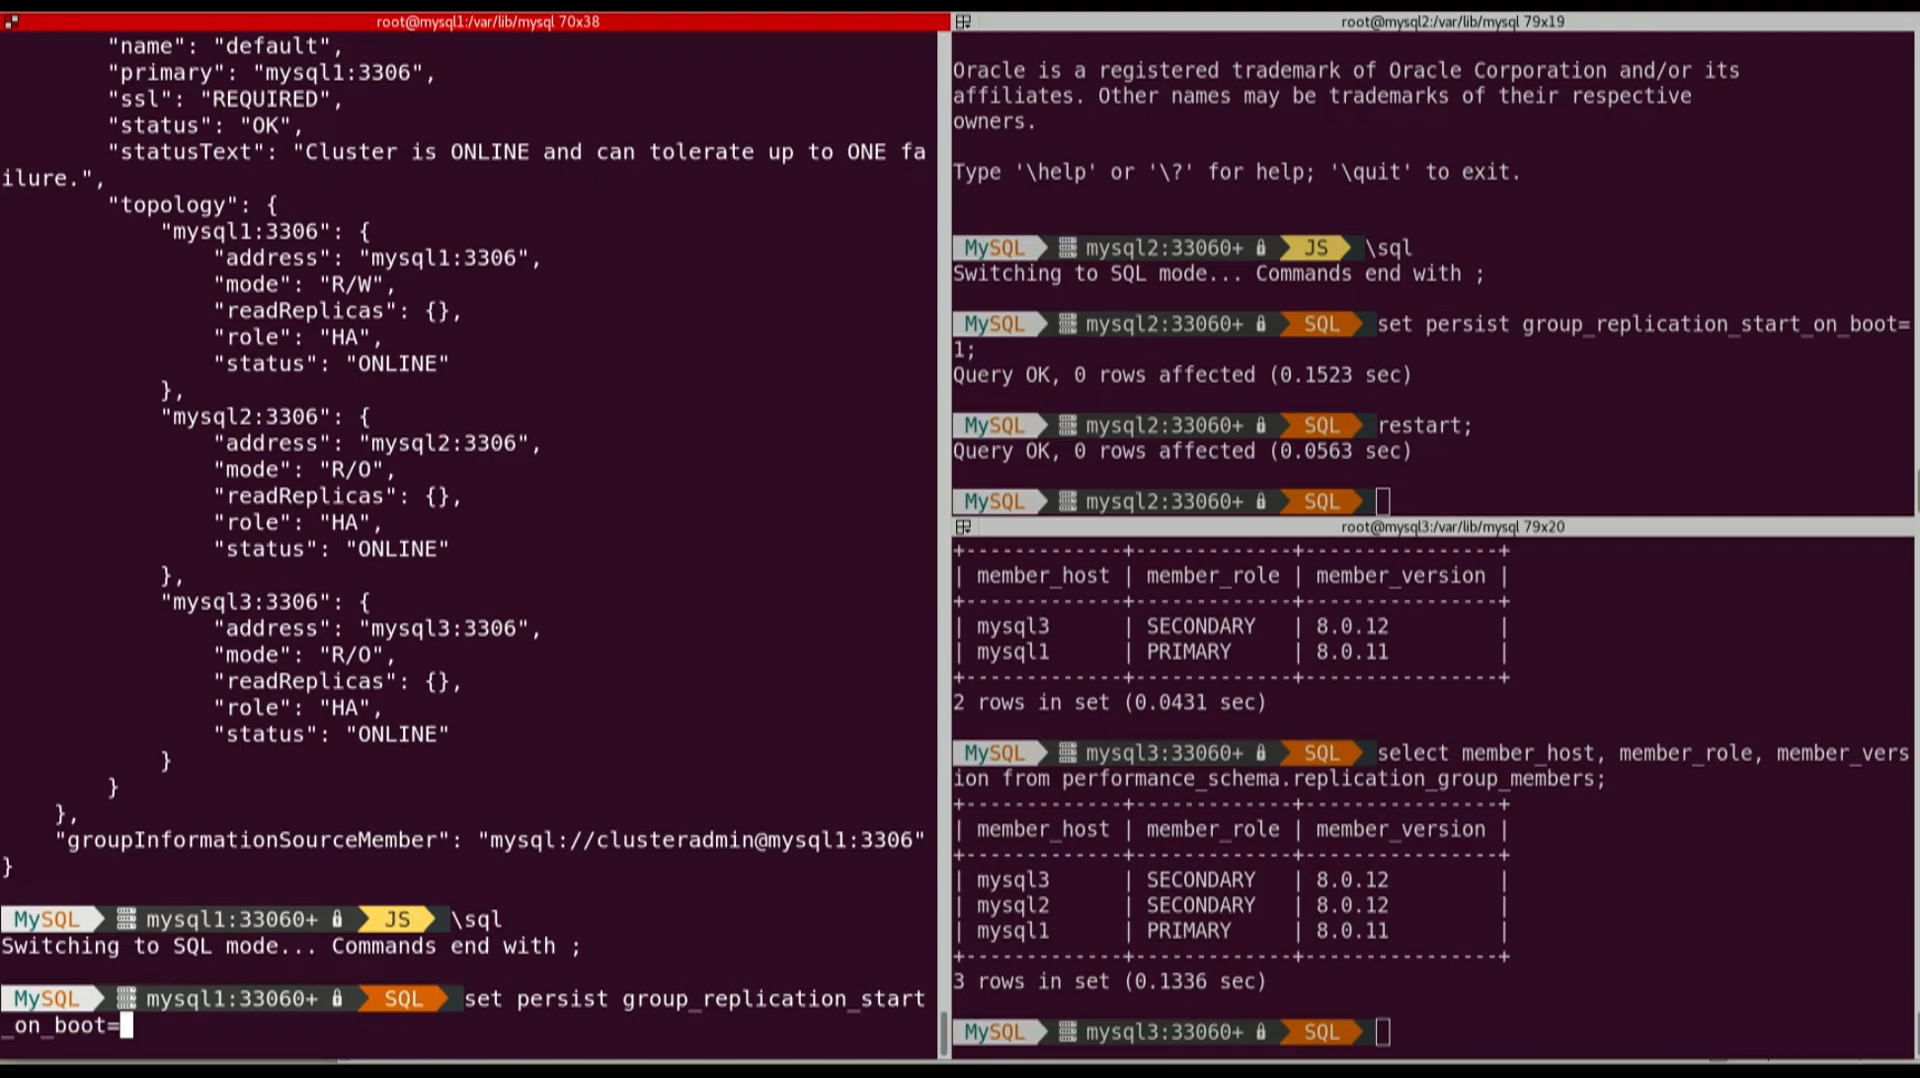 root@mysql1:/var/lib/mysql 70x38
        "name": "default",
        "primary": "mysql1:3306",
        "ssl": "REQUIRED",
        "status": "OK",
        "statusText": "Cluster is ONLINE and can tolerate up to ONE fa
ilure.",
        "topology": {
            "mysql1:3306": {
                "address": "mysql1:3306",
                "mode": "R/W",
                "readReplicas": {},
                "role": "HA",
                "status": "ONLINE"
            },
            "mysql2:3306": {
                "address": "mysql2:3306",
                "mode": "R/O",
                "readReplicas": {},
                "role": "HA",
                "status": "ONLINE"
            },
            "mysql3:3306": {
                "address": "mysql3:3306",
                "mode": "R/O",
                "readReplicas": {},
                "role": "HA",
                "status": "ONLINE"
            }
        }
    },
    "groupInformationSourceMember": "mysql://clusteradmin@mysql1:3306"
}
MySQL mysql1:33060+ JS \sql
Switching to SQL mode... Commands end with ;
MySQL mysql1:33060+ SQL set persist group_replication_start
_on_boot=
root@mysql2:/var/lib/mysql 79x19
Oracle is a registered trademark of Oracle Corporation and/or its
affiliates. Other names may be trademarks of their respective
owners.
Type '\help' or '\?' for help; '\quit' to exit.
MySQL mysql2:33060+ JS \sql
Switching to SQL mode... Commands end with ;
MySQL mysql2:33060+ SQL set persist group_replication_start_on_boot=
1;
Query OK, 0 rows affected (0.1523 sec)
MySQL mysql2:33060+ SQL restart;
Query OK, 0 rows affected (0.0563 sec)
MySQL mysql2:33060+ SQL
root@mysql3:/var/lib/mysql 79x20
+-------------+-------------+----------------+
| member_host | member_role | member_version |
+-------------+-------------+----------------+
| mysql3      | SECONDARY   | 8.0.12         |
| mysql1      | PRIMARY     | 8.0.11         |
+-------------+-------------+----------------+
2 rows in set (0.0431 sec)
MySQL mysql3:33060+ SQL select member_host, member_role, member_vers
ion from performance_schema.replication_group_members;
+-------------+-------------+----------------+
| member_host | member_role | member_version |
+-------------+-------------+----------------+
| mysql3      | SECONDARY   | 8.0.12         |
| mysql2      | SECONDARY   | 8.0.12         |
| mysql1      | PRIMARY     | 8.0.11         |
+-------------+-------------+----------------+
3 rows in set (0.1336 sec)
MySQL mysql3:33060+ SQL